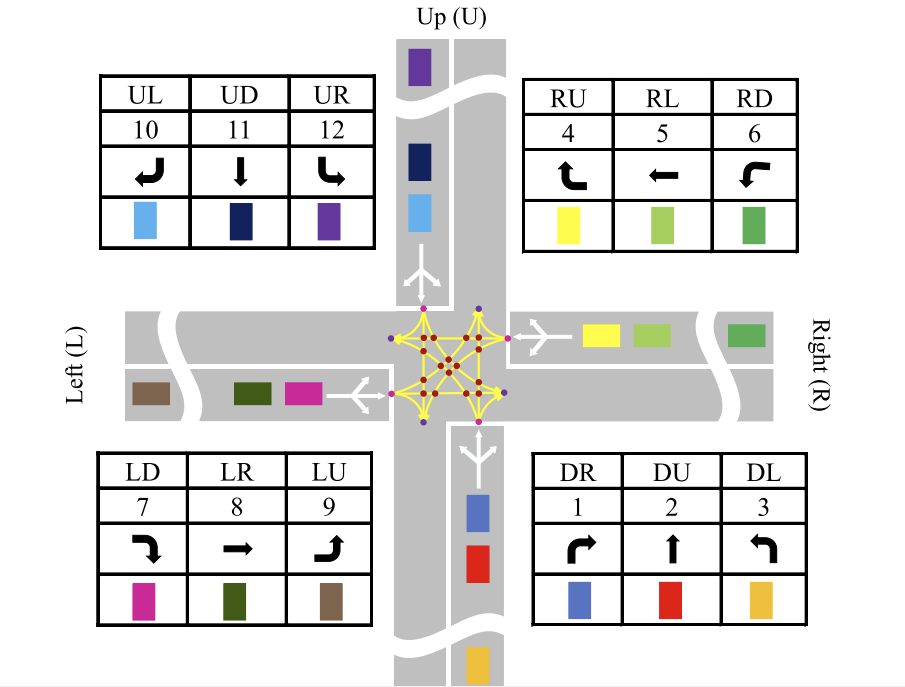 Up (U)
UL UD UR
10 11 12
RU RL RD
4 5 6
Left (L)
Right (R)
LD LR LU
7 8 9
DR DU DL
1 2 3